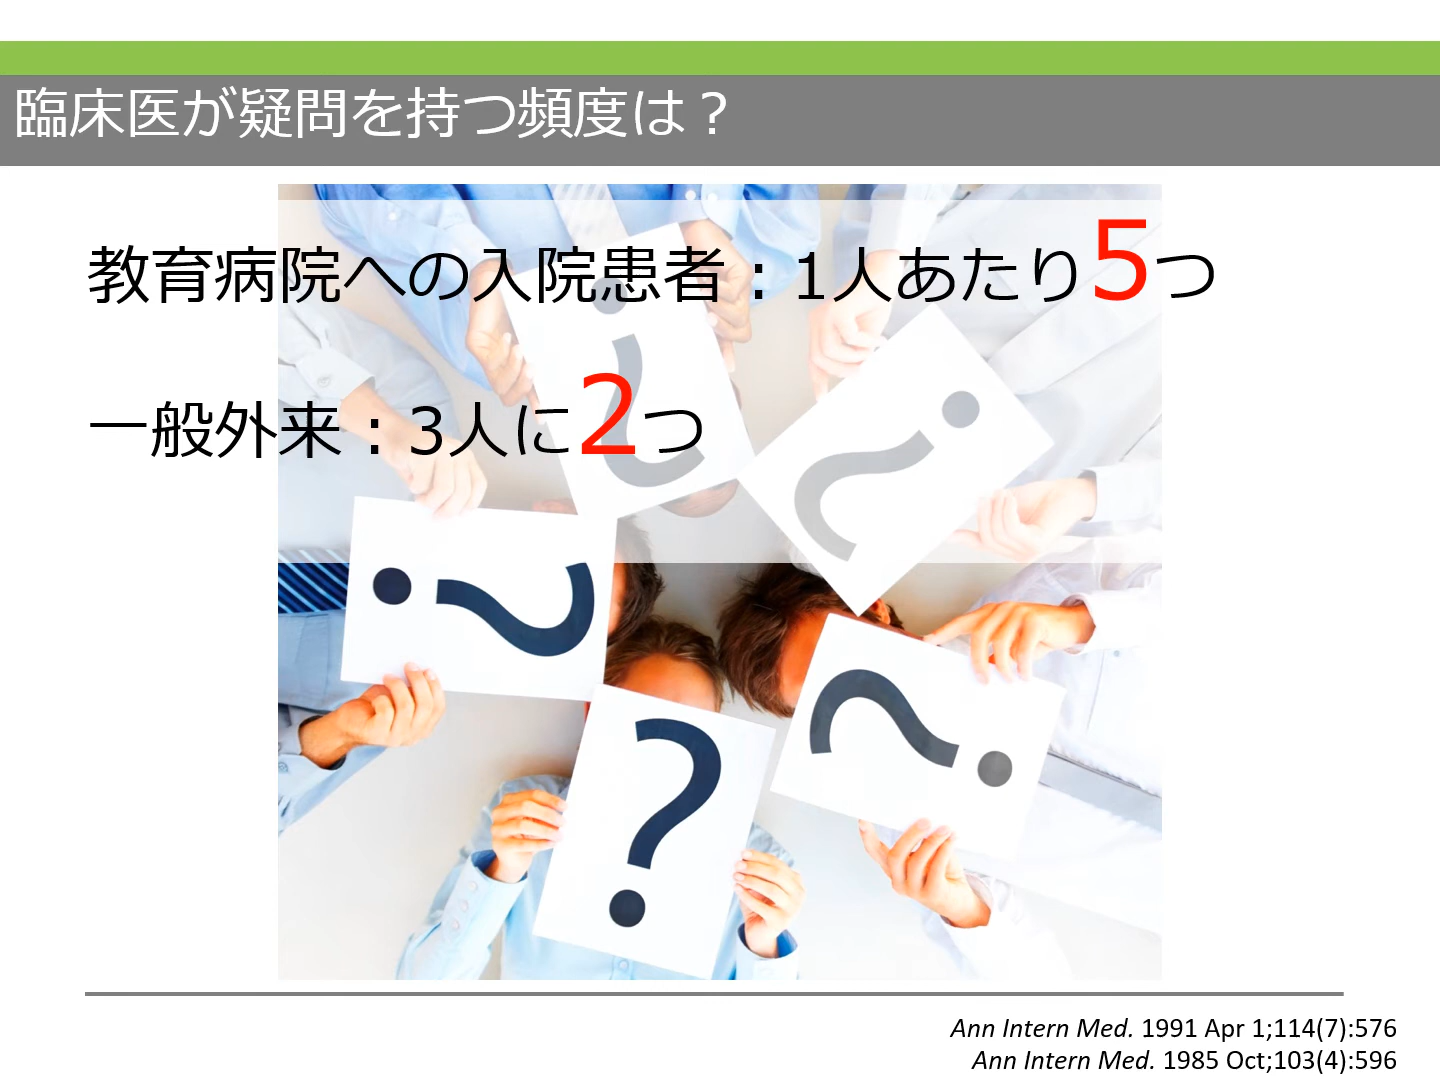 臨床医が疑問を持つ頻度は？
教育病院への入院患者：1人あたり5つ
一般外来：3人に2つ
?
?
?
?
?
Ann Intern Med. 1991 Apr 1;114(7):576
Ann Intern Med. 1985 Oct;103(4):596